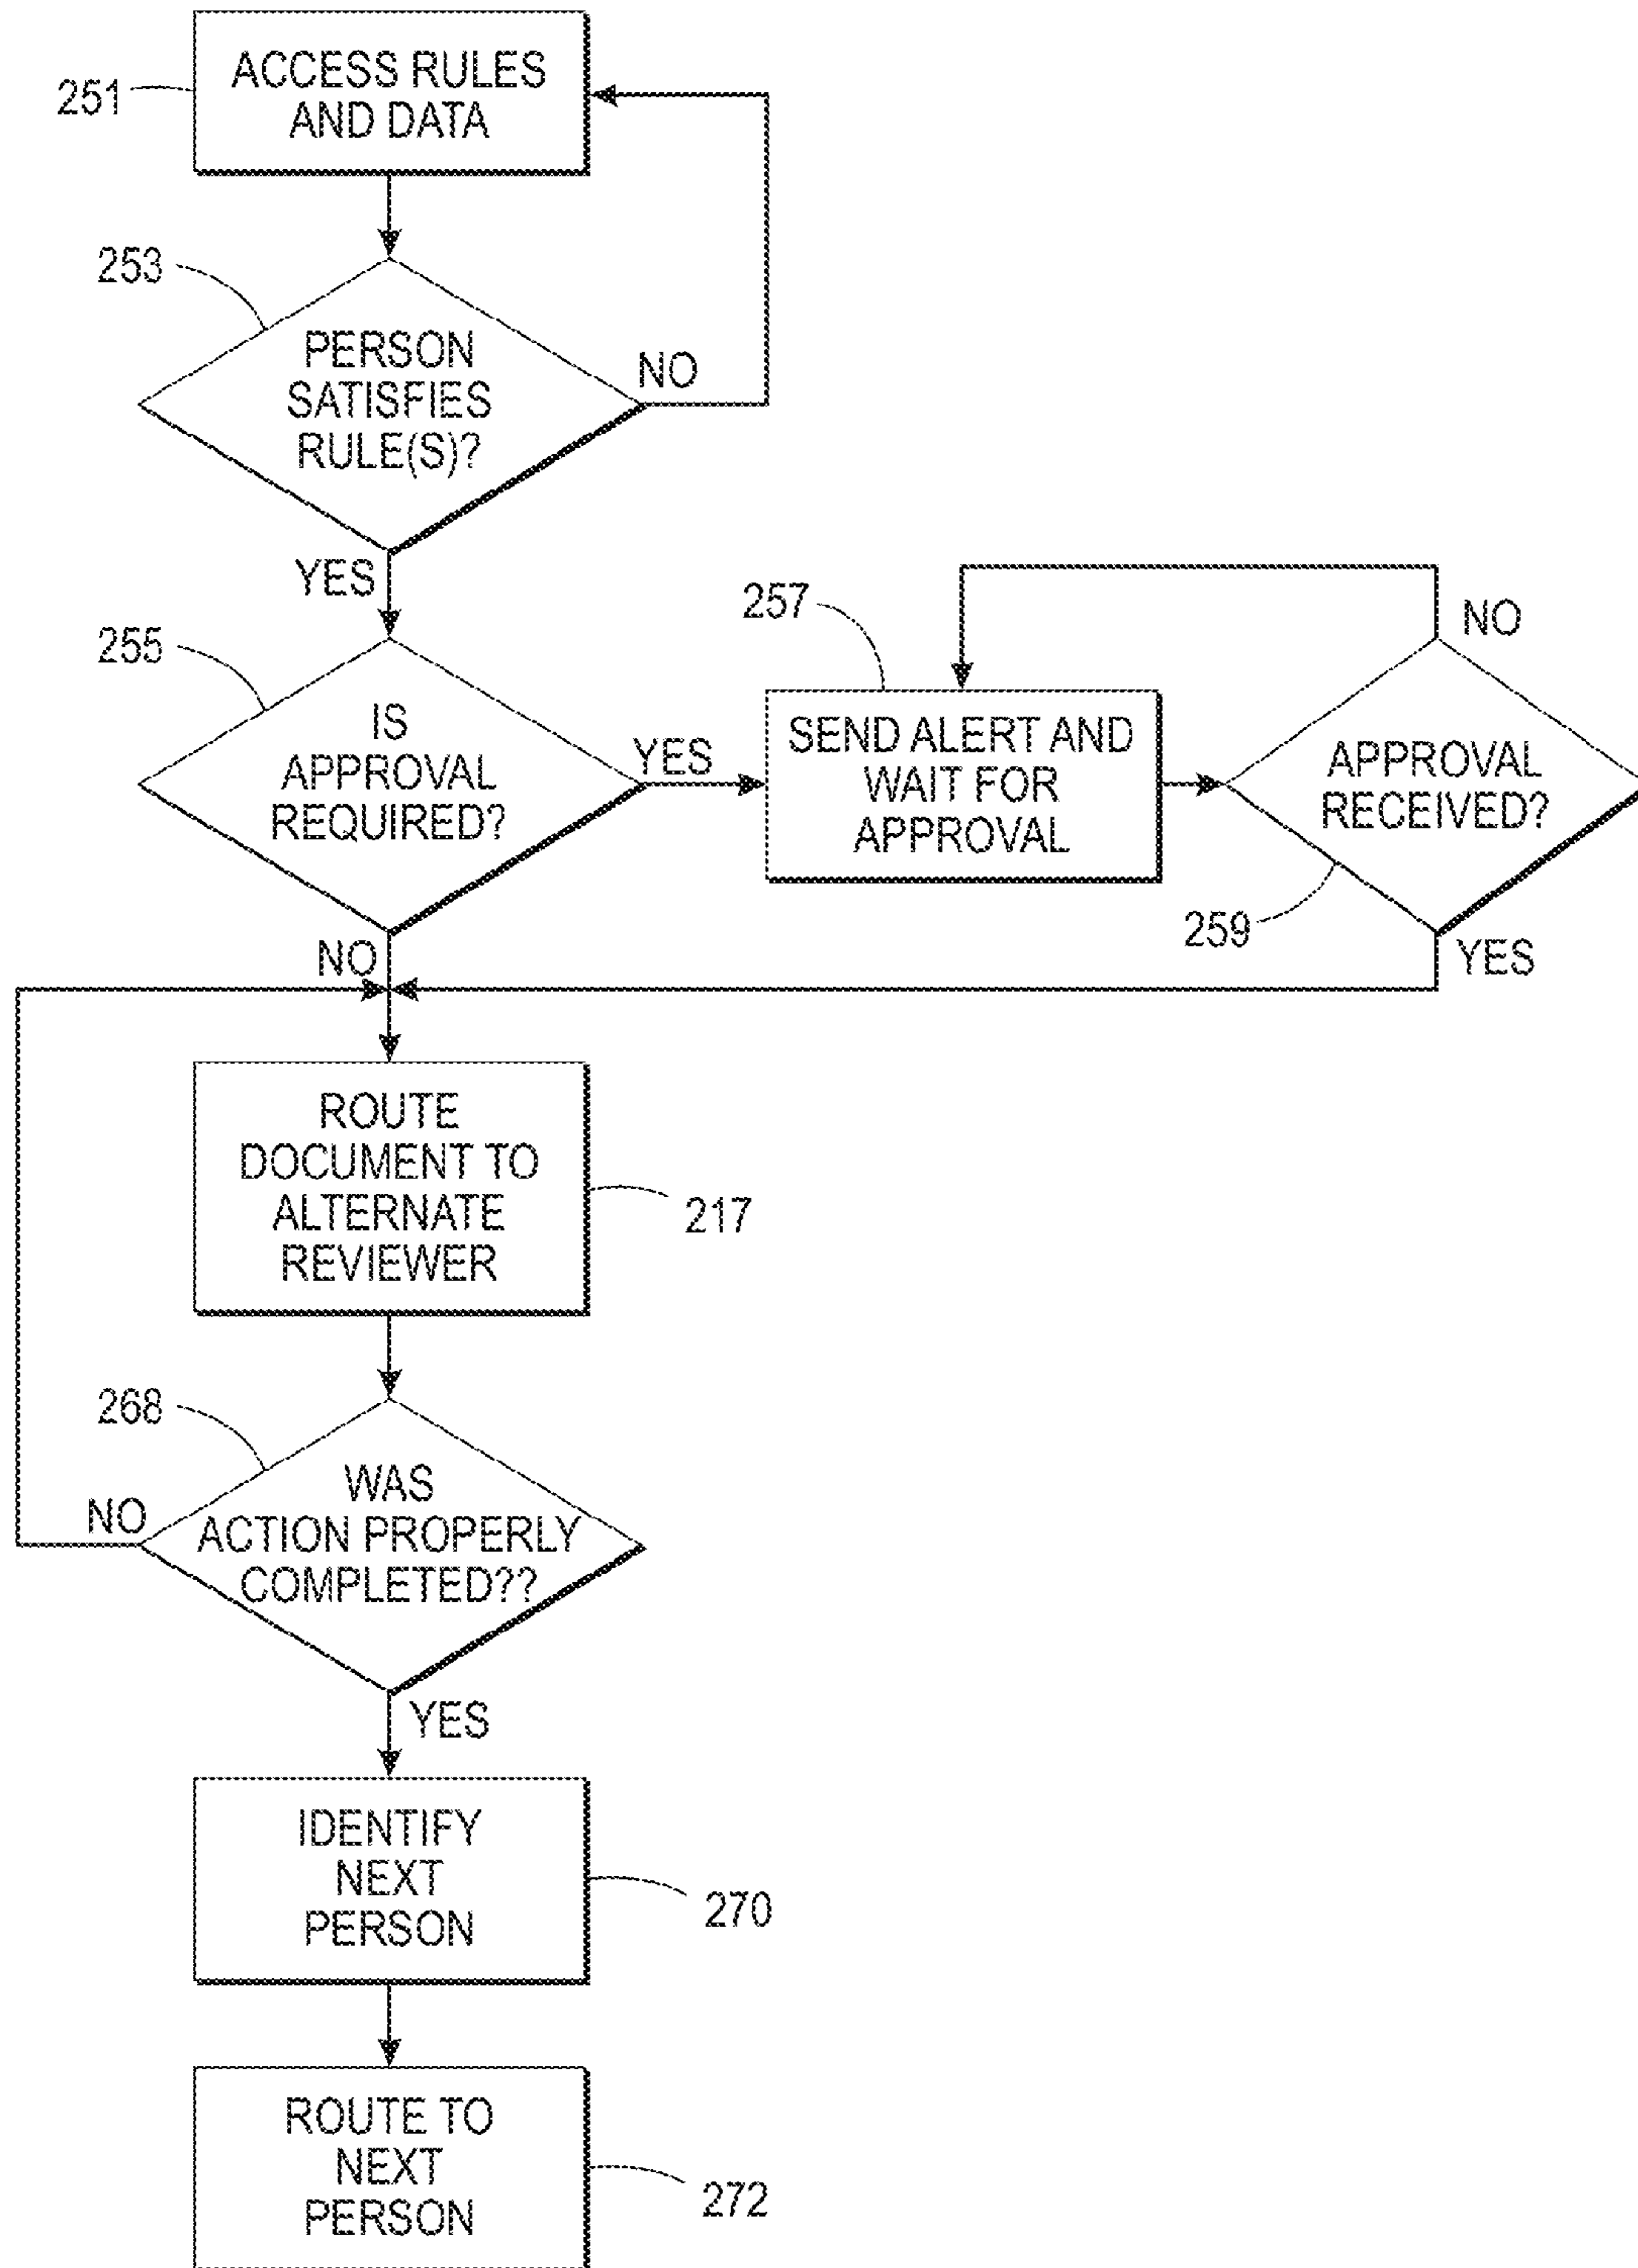 251
ACCESS RULES
AND DATA
253
PERSON
SATISFIES
RULE(S)?
NO
YES
255
IS
APPROVAL
REQUIRED?
YES
NO
257
SEND ALERT AND
WAIT FOR
APPROVAL
NO
APPROVAL
RECEIVED?
259
YES
ROUTE
DOCUMENT TO
ALTERNATE
REVIEWER
217
268
WAS
ACTION PROPERLY
COMPLETED??
NO
YES
IDENTIFY
NEXT
PERSON
270
ROUTE TO
NEXT
PERSON
272